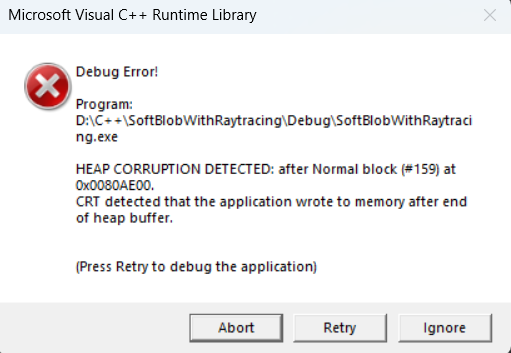 Microsoft Visual C++ Runtime Library
Debug Error!
Program:
D:\C++\SoftBlobWithRaytracing\Debug\SoftBlobWithRaytraci
ng.exe
HEAP CORRUPTION DETECTED: after Normal block (#159) at
0x0080AE00.
CRT detected that the application wrote to memory after end
of heap buffer.
(Press Retry to debug the application)
Abort
Retry
Ignore